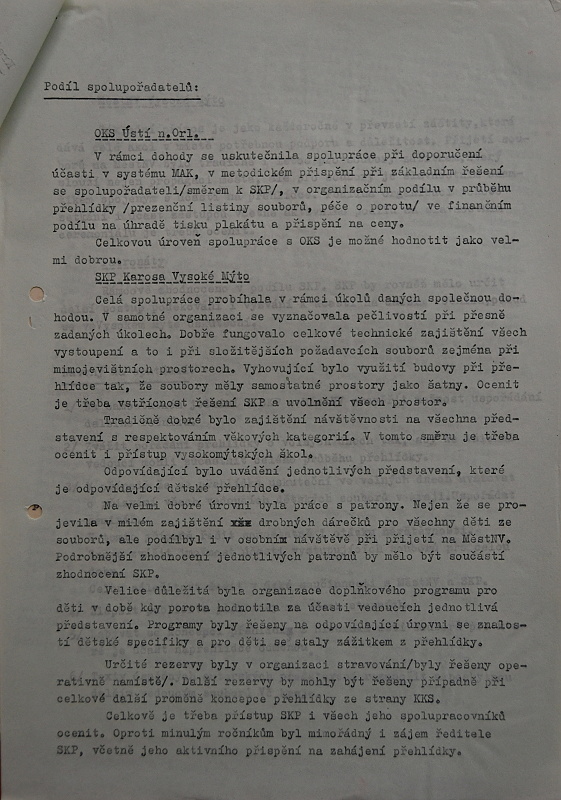 Podíl spolupořadatelů:
OKS Ústí n.Orl.
V rámci dohody se uskutečnila spolupráce při doporučení
účasti v systému MAK, v metodickém přispění při základním řešení
se spolupořadateli/směrem k SKP/, v organizačním podílu v průběhu
přehlídky /prezenční listiny souborů, péče o porotu/ ve finančním
podílu na úhradě tisku plakátu a přispění na ceny.
Celkovou úroveň spolupráce s OKS je možné hodnotit jako vel-
mi dobrou.
SKP Karosa Vysoké Mýto
Celá spolupráce probíhala v rámci úkolů daných společnou do-
hodou. V samotné organizaci se vyznačovala pečlivostí při přesně
zadaných úkolech. Dobře fungovalo celkové technické zajištění všech
vystoupení a to i při složitějších požadavcích souborů zejména při
mimojevištních prostorech. Vyhovující bylo využití budovy při pře-
hlídce tak, že soubory měly samostatné prostory jako šatny. Ocenit
je třeba vstřícnost řešení SKP a uvolnění všech prostor.
Tradičně dobré bylo zajištění návštěvnosti na všechna před-
stavení s respektováním věkových kategorií. V tomto směru je třeba
ocenit i přístup vysokomýtských škol.
Odpovídající bylo uvádění jednotlivých představení, které
je odpovídající dětské přehlídce.
Na velmi dobré úrovni byla práce s patrony. Nejen že se pro-
jevila v milém zajištění xxx drobných dárečků pro všechny děti ze
souborů, ale podílbyl i v osobním návštěvě při přijetí na MěstNV.
Podrobnější zhodnocení jednotlivých patronů by mělo být součástí
zhodnocení SKP.
Velice důležitá byla organizace doplňkového programu pro
děti v době kdy porota hodnotila za účasti vedoucích jednotlivá
představení. Programy byly řešeny na odpovídající úrovni se znalos-
tí dětské specifiky a pro děti se staly zážitkem z přehlídky.
Určité rezervy byly v organizaci stravování/byly řešeny ope-
rativně namístě/. Další rezervy by mohly být řešeny případně při
celkové další proměně koncepce přehlídky ze strany KKS.
Celkově je třeba přístup SKP i všech jeho spolupracovníků
ocenit. Oproti minulým ročníkům byl mimořádný i zájem ředitele
SKP, včetně jeho aktivního přispění na zahájení přehlídky.